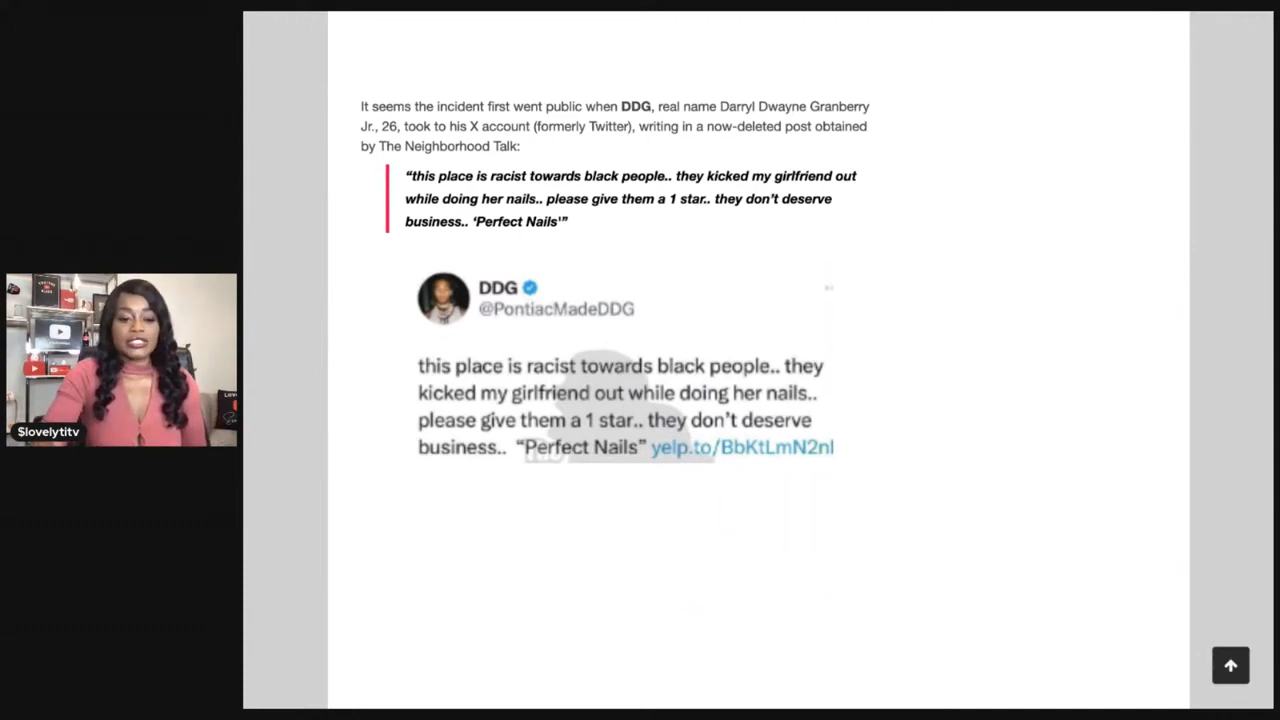 It seems the incident first went public when DDG, real name Darryl Dwayne Granberry
Jr., 26, took to his X account (formerly Twitter), writing in a now-deleted post obtained
by The Neighborhood Talk:
“this place is racist towards black people.. they kicked my girlfriend out
while doing her nails.. please give them a 1 star.. they don’t deserve
business.. ‘Perfect Nails'”
DDG
@PontiacMadeDDG
this place is racist towards black people.. they
kicked my girlfriend out while doing her nails..
please give them a 1 star.. they don’t deserve
business.. “Perfect Nails” yelp.to/BbKtLmN2nI
$lovelytitv